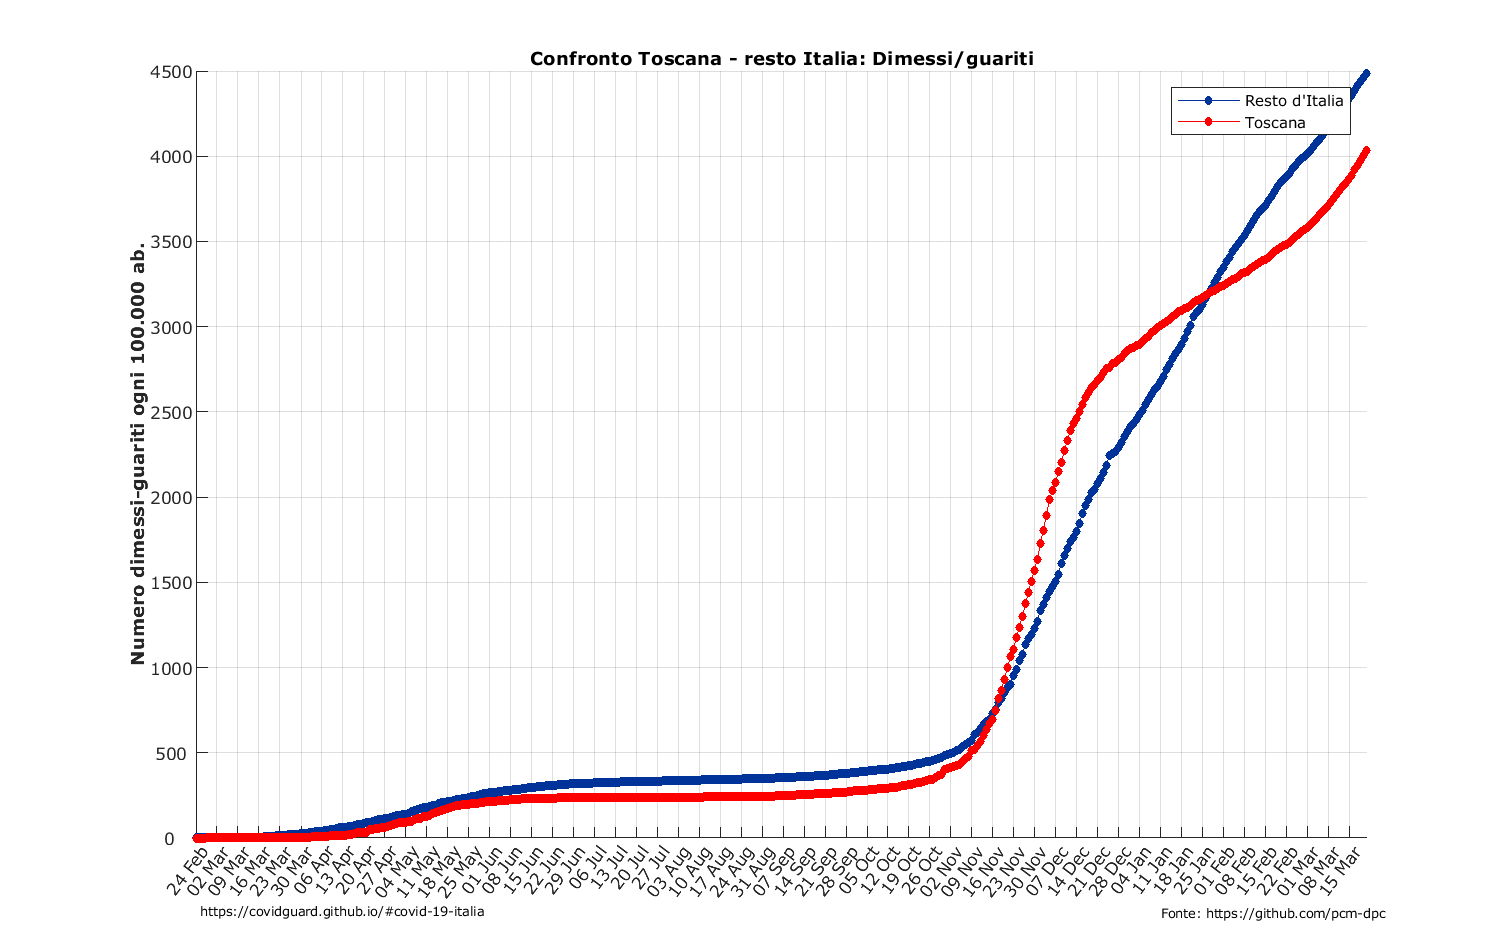 Confronto Toscana - resto Italia: Dimessi/guariti
Numero dimessi-guariti ogni 100.000 ab.
4500
4000
3500
3000
2500
2000
1500
1000
500
0
Resto d'Italia
Toscana
24 Feb
02 Mar
09 Mar
16 Mar
23 Mar
30 Mar
06 Apr
13 Apr
20 Apr
27 Apr
04 May
11 May
18 May
25 May
01 Jun
08 Jun
15 Jun
22 Jun
29 Jun
06 Jul
13 Jul
20 Jul
27 Jul
03 Aug
10 Aug
17 Aug
24 Aug
31 Aug
07 Sep
14 Sep
21 Sep
28 Sep
05 Oct
12 Oct
19 Oct
26 Oct
02 Nov
09 Nov
16 Nov
23 Nov
30 Nov
07 Dec
14 Dec
21 Dec
28 Dec
04 Jan
11 Jan
18 Jan
25 Jan
01 Feb
08 Feb
15 Feb
22 Feb
01 Mar
08 Mar
15 Mar
https://covidguard.github.io/#covid-19-italia
Fonte: https://github.com/pcm-dpc